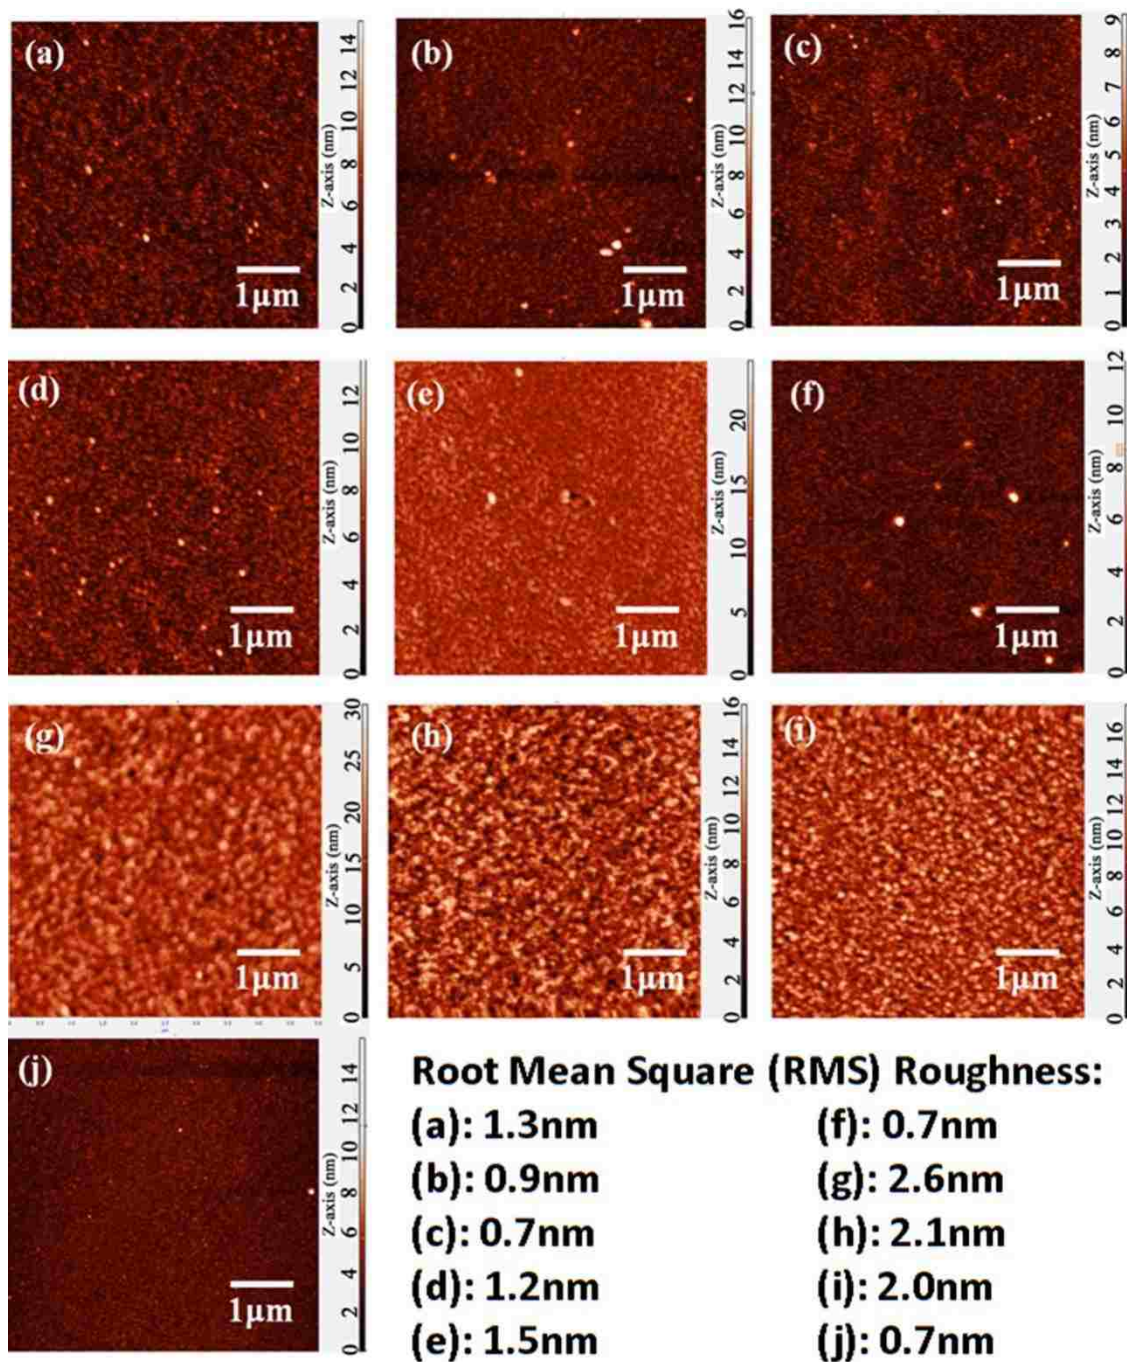 (a)
14
12
10
8
6
4
2
0
Z-axis (nm)
1µm
(b)
16
14
12
10
8
6
4
2
0
Z-axis (nm)
1µm
(c)
9
8
7
6
5
4
3
2
1
0
Z-axis (nm)
1µm
(d)
12
10
8
6
4
2
0
Z-axis (nm)
1µm
(e)
20
15
10
5
0
Z-axis (nm)
1µm
(f)
12
10
8
6
4
2
0
Z-axis (nm)
1µm
(g)
30
25
20
15
10
5
0
Z-axis (nm)
1µm
(h)
16
14
12
10
8
6
4
2
0
Z-axis (nm)
1µm
(i)
16
14
12
10
8
6
4
2
0
Z-axis (nm)
1µm
(j)
14
12
10
8
6
4
2
0
Z-axis (nm)
1µm
Root Mean Square (RMS) Roughness:
(a): 1.3nm (f): 0.7nm
(b): 0.9nm (g): 2.6nm
(c): 0.7nm (h): 2.1nm
(d): 1.2nm (i): 2.0nm
(e): 1.5nm (j): 0.7nm